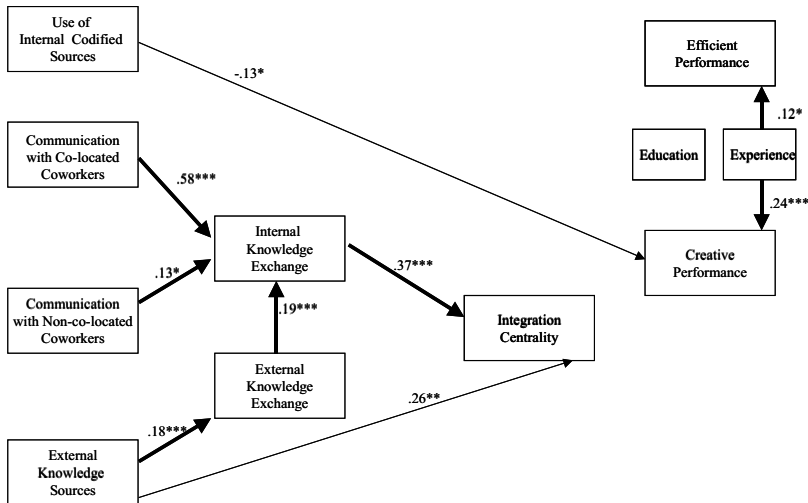 Use of
Internal Codified
Sources
-.13*
Efficient
Performance
.12*
Communication
with Co-located
Coworkers
Education
Experience
.58***
.24***
Internal
Knowledge
Exchange
Creative
Performance
.37***
.13*
Communication
with Non-co-located
Coworkers
.19***
Integration
Centrality
External
Knowledge
Exchange
.26**
.18***
External
Knowledge
Sources